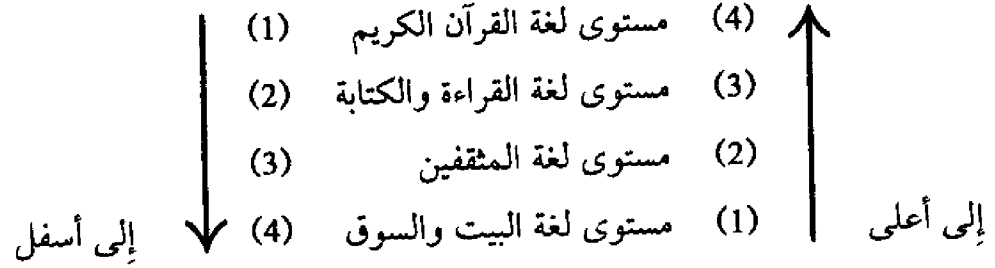 (4) مستوى لغة القرآن الكريم (1)
(3) مستوى لغة القراءة والكتابة (2)
(2) مستوى لغة المثقفين (3)
إلى أعلى (1) مستوى لغة البيت والسوق (4) إلى أسفل